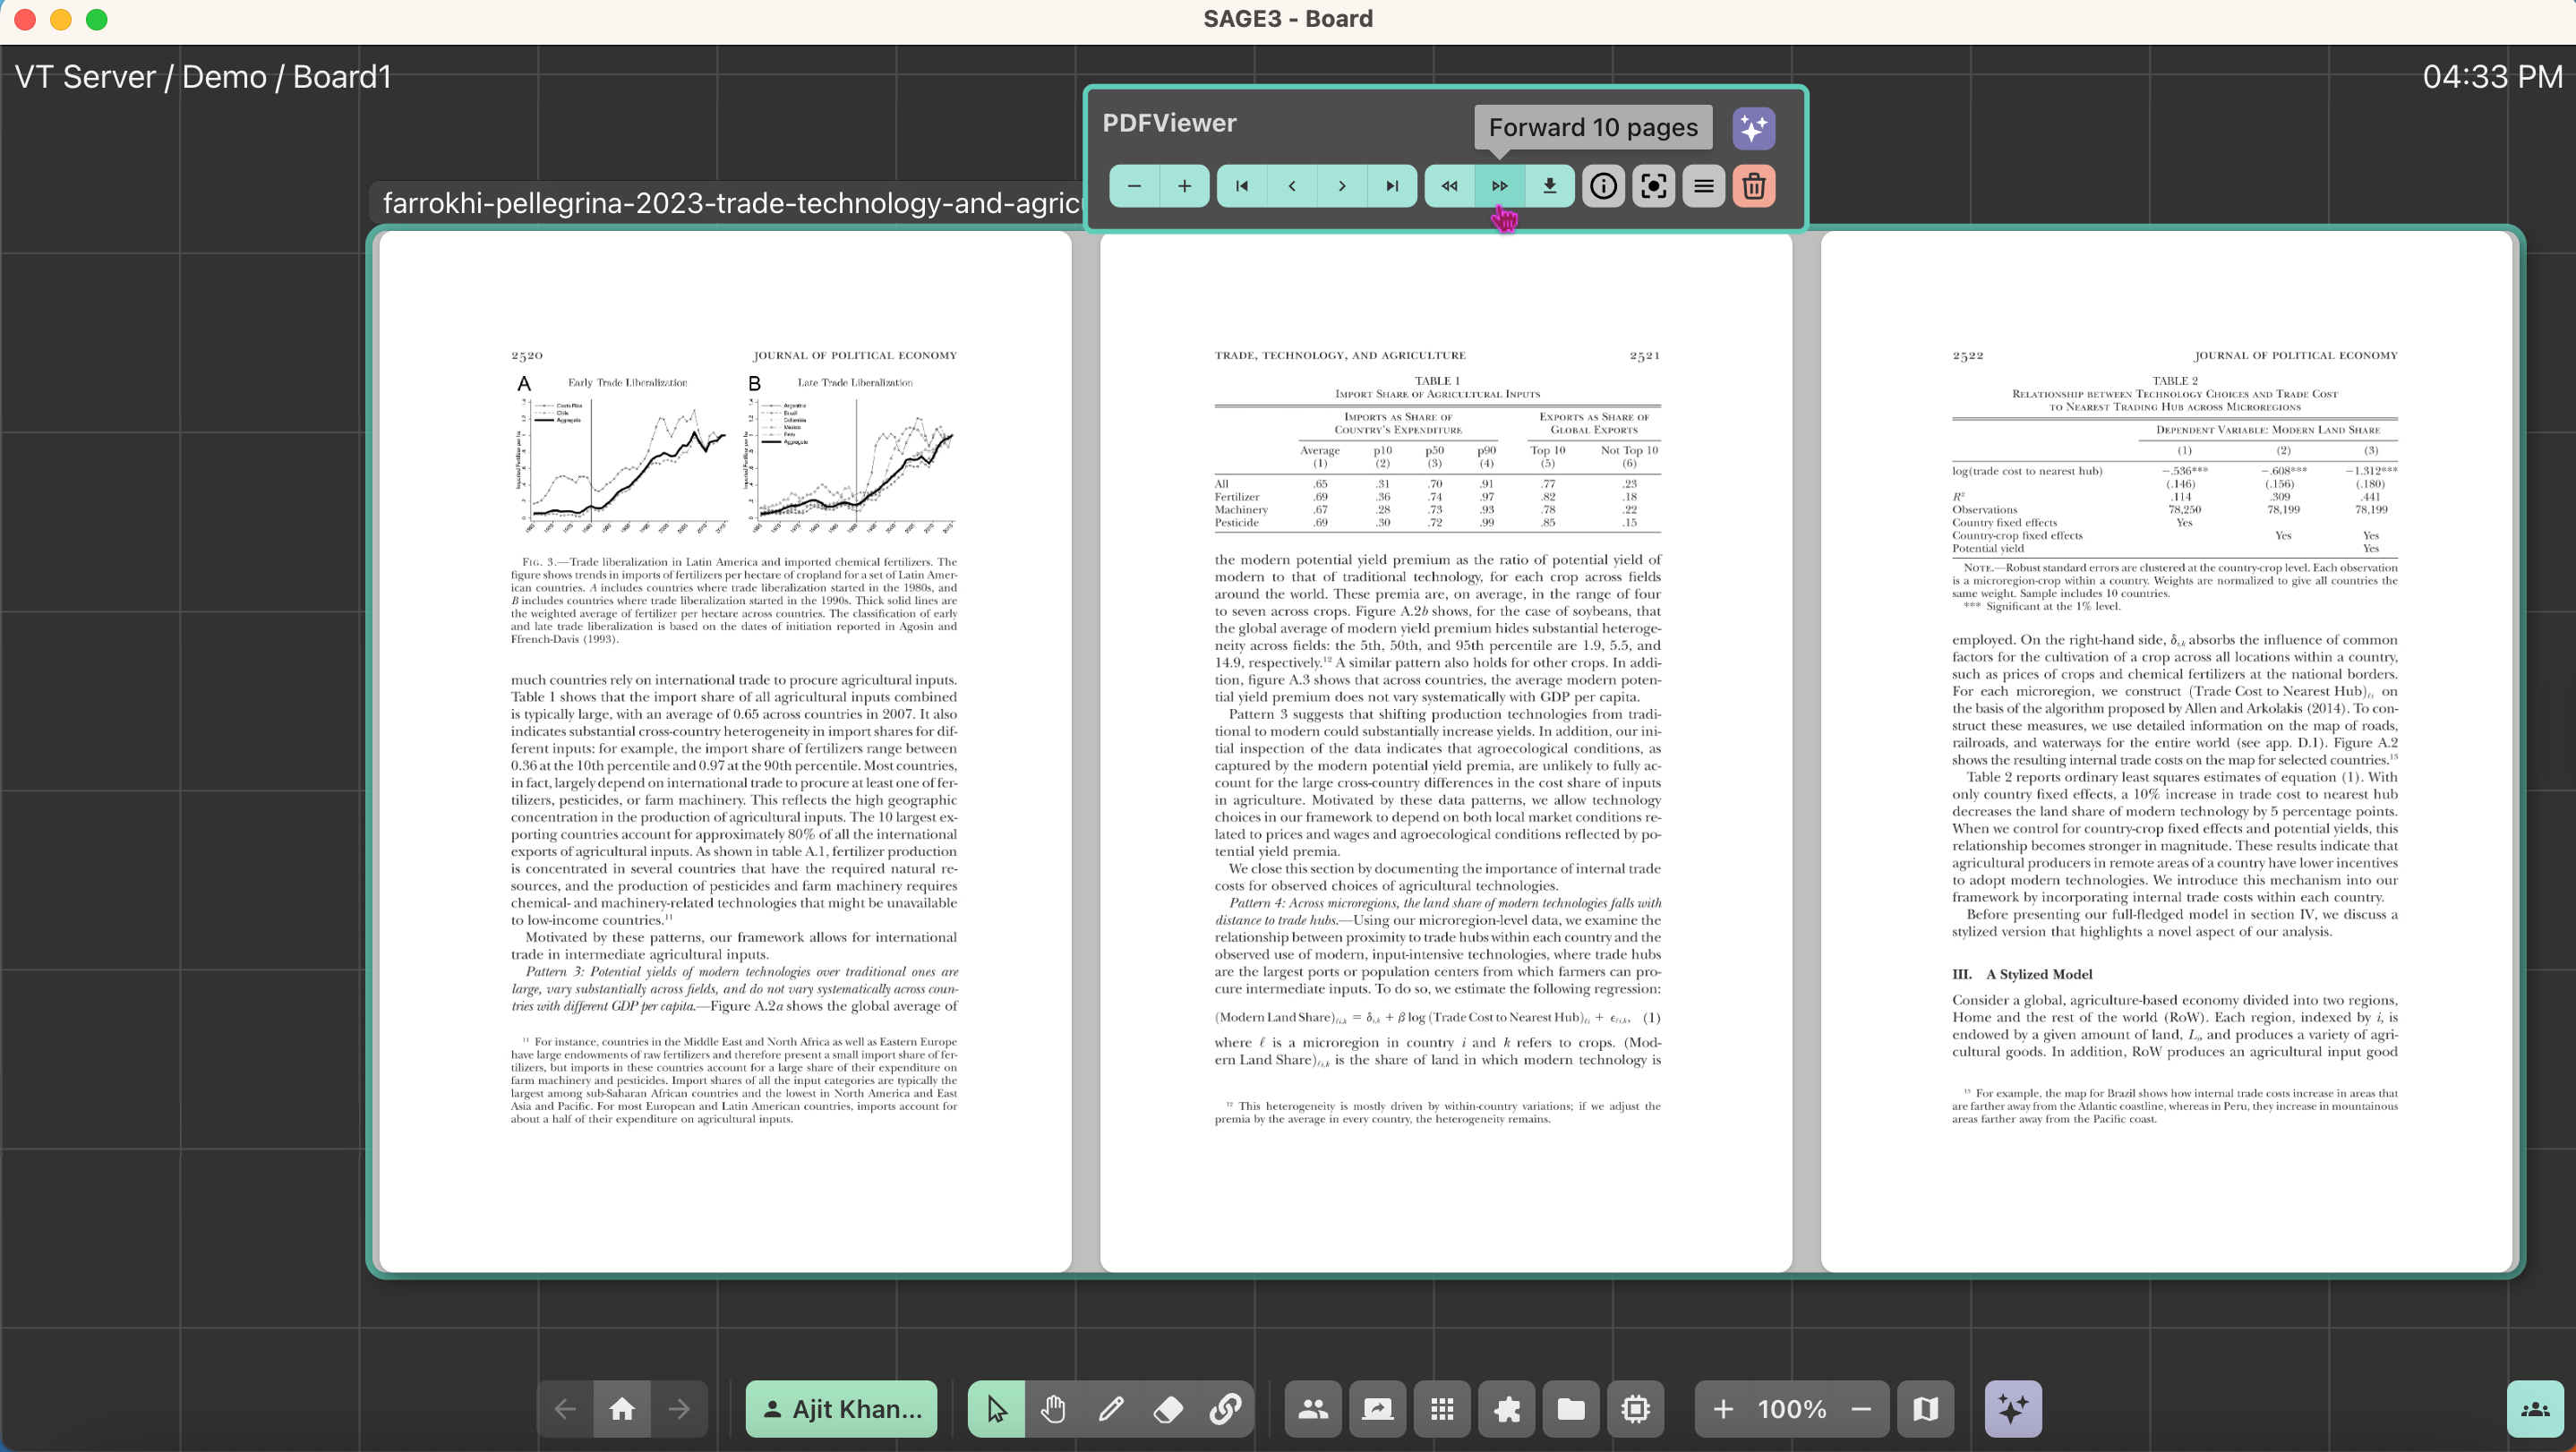 SAGE3 - Board
VT Server / Demo / Board1
04:33 PM
PDFViewer
Forward 10 pages
farrokhi-pellegrina-2023-trade-technology-and-agric
2520 JOURNAL OF POLITICAL ECONOMY
A Early Trade Liberalization
B Late Trade Liberalization
Costa Rica
Chile
Aggregate
Argentina
Brazil
Colombia
Mexico
Peru
Aggregate
FIG. 3.—Trade liberalization in Latin America and imported chemical fertilizers. The
figure shows trends in imports of fertilizers per hectare of cropland for a set of Latin Amer-
ican countries. A includes countries where trade liberalization started in the 1980s, and
B includes countries where trade liberalization started in the 1990s. Thick solid lines are
the weighted average of fertilizer per hectare across countries. The classification of early
and late trade liberalization is based on the dates of initiation reported in Agosin and
Ffrench-Davis (1993).
much countries rely on international trade to procure agricultural inputs.
Table 1 shows that the import share of all agricultural inputs combined
is typically large, with an average of 0.65 across countries in 2007. It also
indicates substantial cross-country heterogeneity in import shares for dif-
ferent inputs: for example, the import share of fertilizers range between
0.36 at the 10th percentile and 0.97 at the 90th percentile. Most countries,
in fact, largely depend on international trade to procure at least one of fer-
tilizers, pesticides, or farm machinery. This reflects the high geographic
concentration in the production of agricultural inputs. The 10 largest ex-
porting countries account for approximately 80% of all the international
exports of agricultural inputs. As shown in table A.1, fertilizer production
is concentrated in several countries that have the required natural re-
sources, and the production of pesticides and farm machinery requires
chemical- and machinery-related technologies that might be unavailable
to low-income countries.¹¹
Motivated by these patterns, our framework allows for international
trade in intermediate agricultural inputs.
Pattern 3: Potential yields of modern technologies over traditional ones are
large, vary substantially across fields, and do not vary systematically across coun-
tries with different GDP per capita.—Figure A.2a shows the global average of
¹¹ For instance, countries in the Middle East and North Africa as well as Eastern Europe
have large endowments of raw fertilizers and therefore present a small import share of fer-
tilizers, but imports in these countries account for a large share of their expenditure on
farm machinery and pesticides. Import shares of all the input categories are typically the
largest among sub-Saharan African countries and the lowest in North America and East
Asia and Pacific. For most European and Latin American countries, imports account for
about a half of their expenditure on agricultural inputs.
TRADE, TECHNOLOGY, AND AGRICULTURE 2521
TABLE 1
Import Share of Agricultural Inputs
Imports as Share of Country's Expenditure
Exports as Share of Global Exports
Average p10 p50 p90 Top 10 Not Top 10
(1) (2) (3) (4) (5) (6)
All .65 .31 .70 .91 .77 .23
Fertilizer .69 .36 .74 .97 .82 .18
Machinery .67 .28 .73 .93 .78 .22
Pesticide .69 .30 .72 .99 .85 .15
the modern potential yield premium as the ratio of potential yield of
modern to that of traditional technology, for each crop across fields
around the world. These premia are, on average, in the range of four
to seven across crops. Figure A.2b shows, for the case of soybeans, that
the global average of modern yield premium hides substantial heteroge-
neity across fields: the 5th, 50th, and 95th percentile are 1.9, 5.5, and
14.9, respectively.¹² A similar pattern also holds for other crops. In addi-
tion, figure A.3 shows that across countries, the average modern poten-
tial yield premium does not vary systematically with GDP per capita.
Pattern 3 suggests that shifting production technologies from tradi-
tional to modern could substantially increase yields. In addition, our ini-
tial inspection of the data indicates that agroecological conditions, as
captured by the modern potential yield premia, are unlikely to fully ac-
count for the large cross-country differences in the cost share of inputs
in agriculture. Motivated by these data patterns, we allow technology
choices in our framework to depend on both local market conditions re-
lated to prices and wages and agroecological conditions reflected by po-
tential yield premia.
We close this section by documenting the importance of internal trade
costs for observed choices of agricultural technologies.
Pattern 4: Across microregions, the land share of modern technologies falls with
distance to trade hubs.—Using our microregion-level data, we examine the
relationship between proximity to trade hubs within each country and the
observed use of modern, input-intensive technologies, where trade hubs
are the largest ports or population centers from which farmers can pro-
cure intermediate inputs. To do so, we estimate the following regression:
(Modern Land Share)ℓi,k = δi,k + β log (Trade Cost to Nearest Hub)ℓi + ϵℓi,k, (1)
where ℓ is a microregion in country i and k refers to crops. (Mod-
ern Land Share)ℓi,k is the share of land in which modern technology is
¹² This heterogeneity is mostly driven by within-country variations; if we adjust the
premia by the average in every country, the heterogeneity remains.
2522 JOURNAL OF POLITICAL ECONOMY
TABLE 2
Relationship between Technology Choices and Trade Cost
to Nearest Trading Hub across Microregions
Dependent Variable: Modern Land Share
(1) (2) (3)
log(trade cost to nearest hub) −.536*** −.608*** −1.312***
(.146) (.156) (.180)
R² .114 .309 .441
Observations 78,250 78,199 78,199
Country fixed effects Yes
Country-crop fixed effects Yes Yes
Potential yield Yes
NOTE.—Robust standard errors are clustered at the country-crop level. Each observation
is a microregion-crop within a country. Weights are normalized to give all countries the
same weight. Sample includes 10 countries.
*** Significant at the 1% level.
employed. On the right-hand side, δi,k absorbs the influence of common
factors for the cultivation of a crop across all locations within a country,
such as prices of crops and chemical fertilizers at the national borders.
For each microregion, we construct (Trade Cost to Nearest Hub)ℓi on
the basis of the algorithm proposed by Allen and Arkolakis (2014). To con-
struct these measures, we use detailed information on the map of roads,
railroads, and waterways for the entire world (see app. D.1). Figure A.2
shows the resulting internal trade costs on the map for selected countries.¹³
Table 2 reports ordinary least squares estimates of equation (1). With
only country fixed effects, a 10% increase in trade cost to nearest hub
decreases the land share of modern technology by 5 percentage points.
When we control for country-crop fixed effects and potential yields, this
relationship becomes stronger in magnitude. These results indicate that
agricultural producers in remote areas of a country have lower incentives
to adopt modern technologies. We introduce this mechanism into our
framework by incorporating internal trade costs within each country.
Before presenting our full-fledged model in section IV, we discuss a
stylized version that highlights a novel aspect of our analysis.
III. A Stylized Model
Consider a global, agriculture-based economy divided into two regions,
Home and the rest of the world (RoW). Each region, indexed by i, is
endowed by a given amount of land, Li, and produces a variety of agri-
cultural goods. In addition, RoW produces an agricultural input good
¹³ For example, the map for Brazil shows how internal trade costs increase in areas that
are farther away from the Atlantic coastline, whereas in Peru, they increase in mountainous
areas farther away from the Pacific coast.
Ajit Khan...
100%